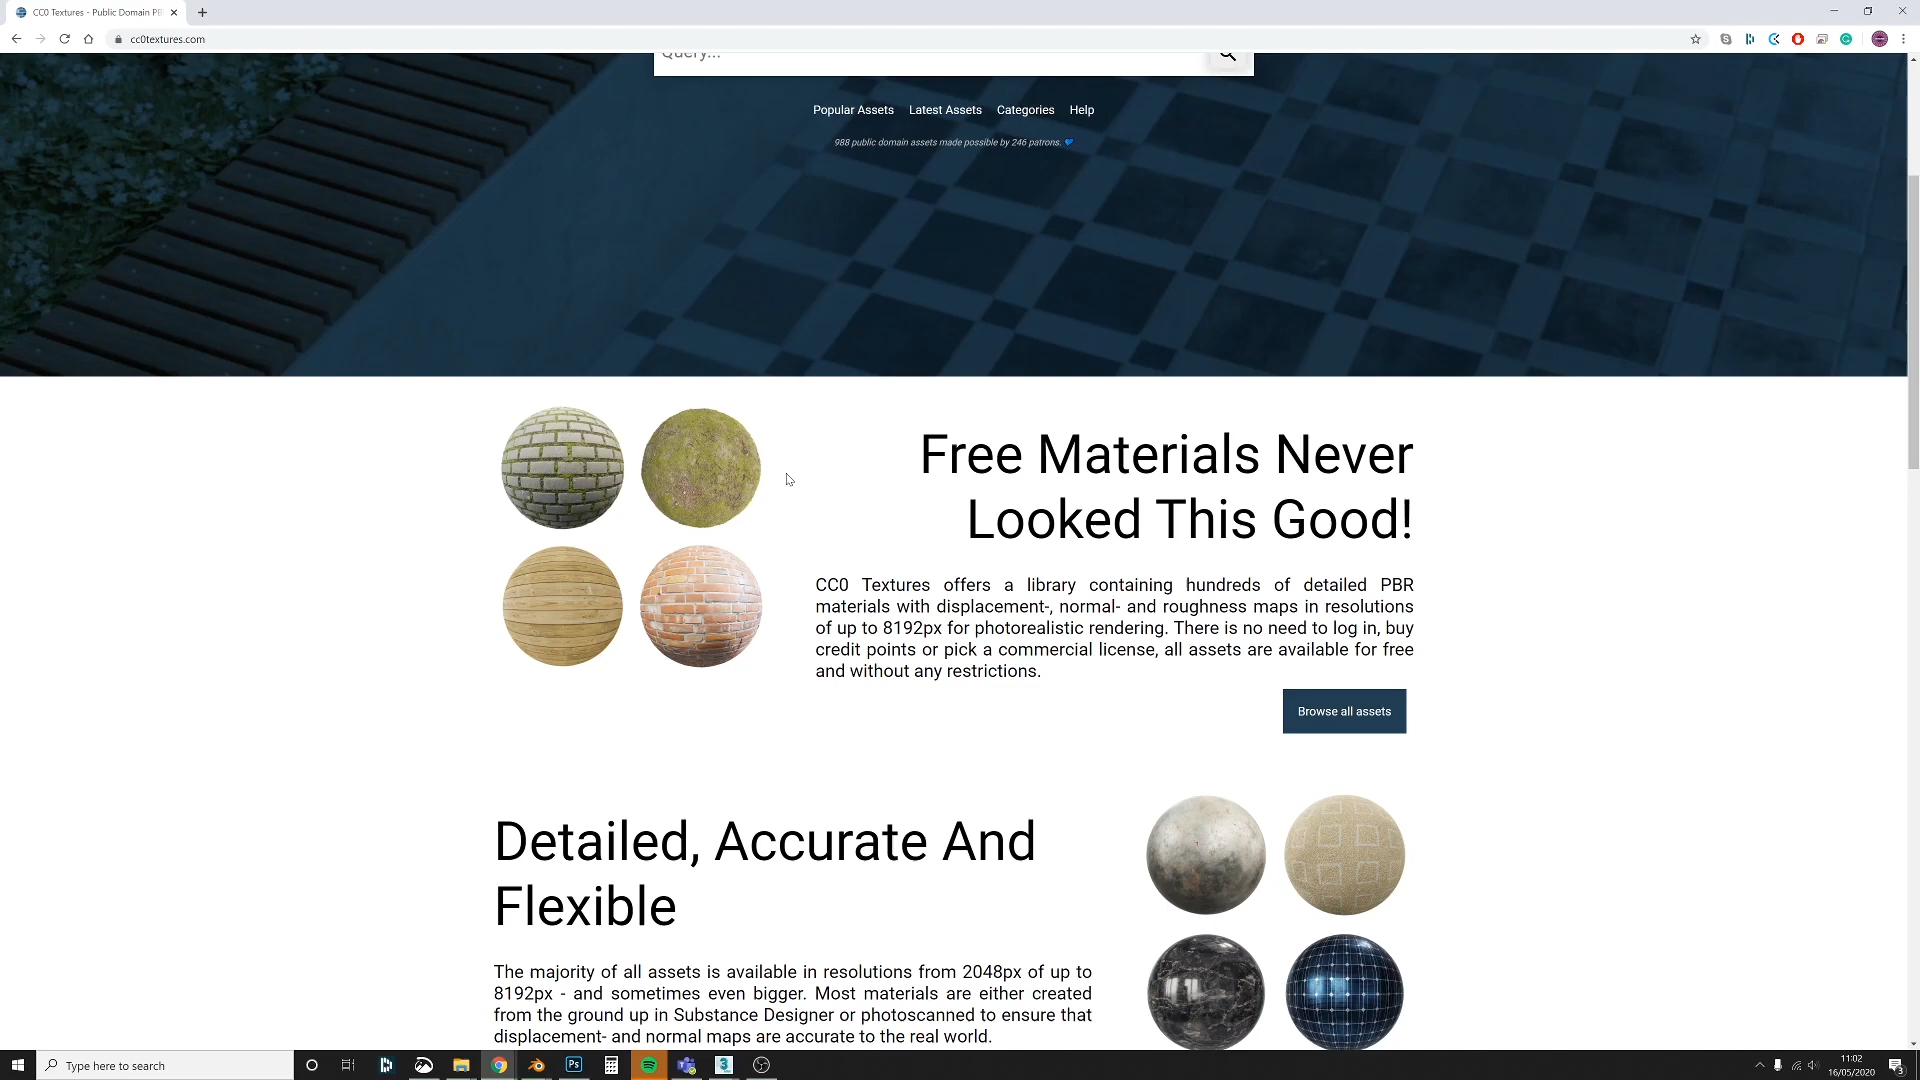 CC0 Textures - Public Domain PB
cc0textures.com
Query...
Popular Assets Latest Assets Categories Help
988 public domain assets made possible by 246 patrons. 💙
Free Materials Never
Looked This Good!
CC0 Textures offers a library containing hundreds of detailed PBR
materials with displacement-, normal- and roughness maps in resolutions
of up to 8192px for photorealistic rendering. There is no need to log in, buy
credit points or pick a commercial license, all assets are available for free
and without any restrictions.
Browse all assets
Detailed, Accurate And
Flexible
The majority of all assets is available in resolutions from 2048px of up to
8192px - and sometimes even bigger. Most materials are either created
from the ground up in Substance Designer or photoscanned to ensure that
displacement- and normal maps are accurate to the real world.
Type here to search
Ps
3
11:02
16/05/2020
3